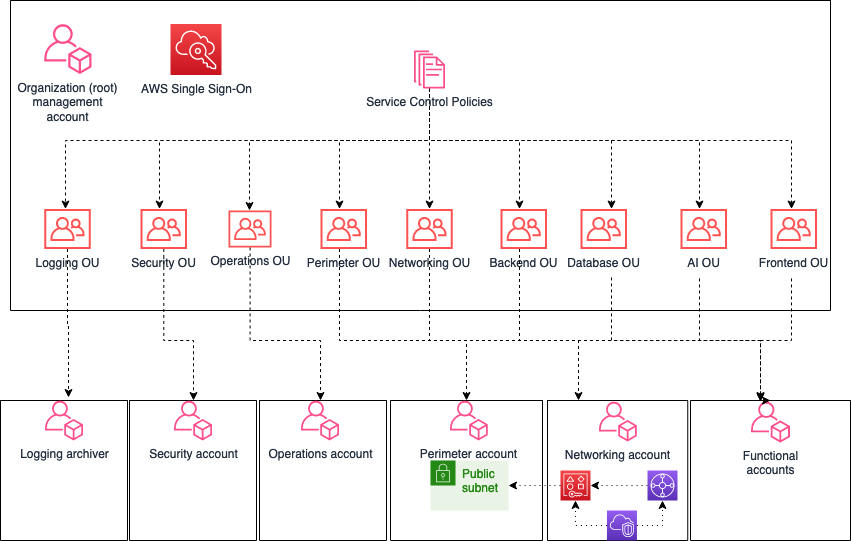 Organization (root)
management
account
AWS Single Sign-On
Service Control Policies
Logging OU
Security OU
Operations OU
Perimeter OU
Networking OU
Backend OU
Database OU
AI OU
Frontend OU
Logging archiver
Security account
Operations account
Perimeter account
Networking account
Functional
accounts
Public
subnet